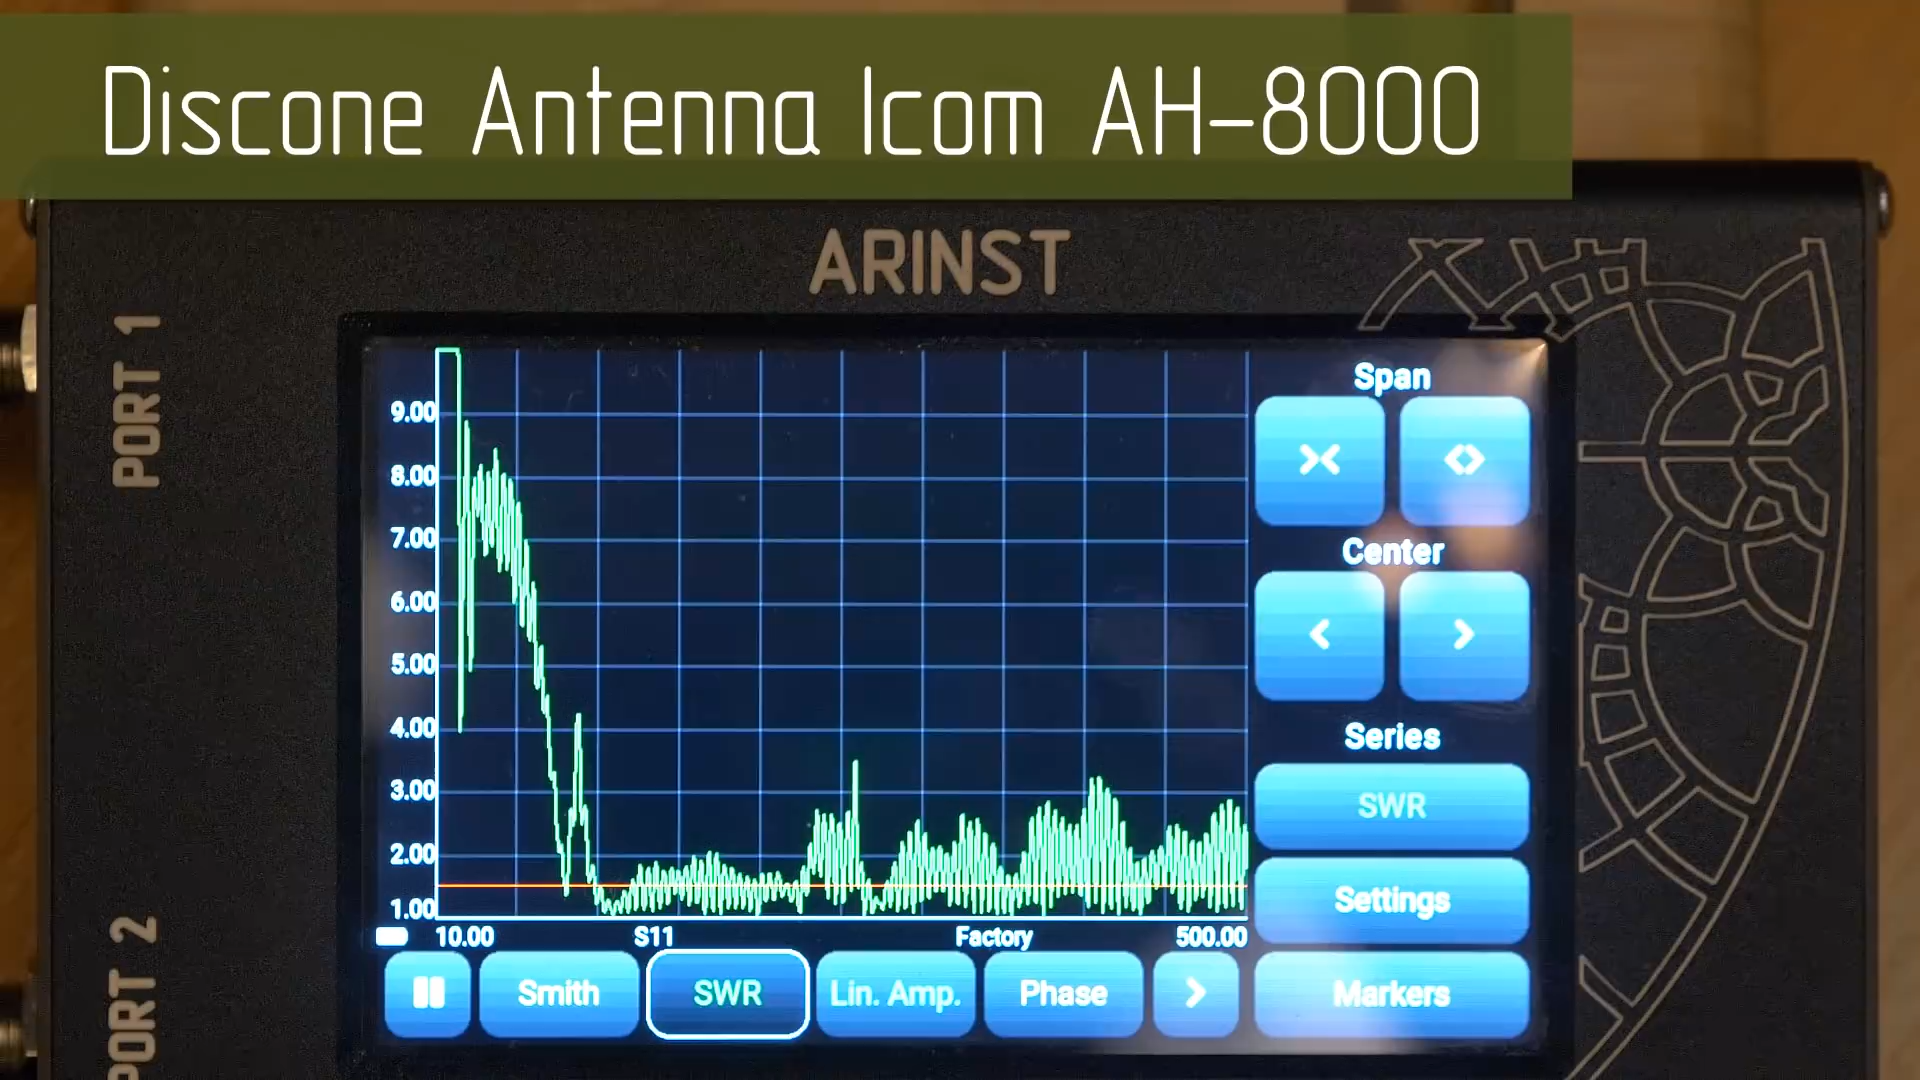 Discone Antenna Icom AH-8000
ARINST
PORT 1
PORT 2
9.00
8.00
7.00
6.00
5.00
4.00
3.00
2.00
1.00
10.00 S11 Factory 500.00
Smith SWR Lin. Amp. Phase
Span
Center
Series
SWR
Settings
Markers